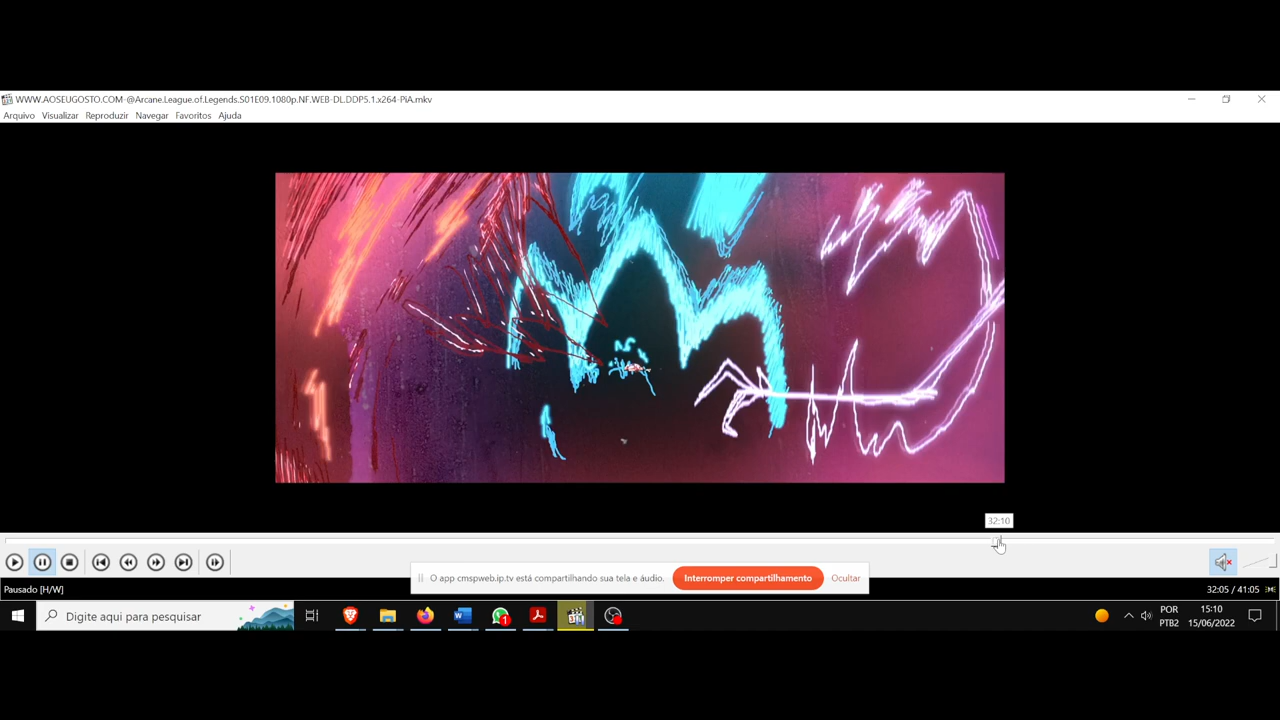 WWW.AOSEUGOSTO.COM-@Arcane.League.of.Legends.S01E09.1080p.NF.WEB-DL.DDP5.1.x264-PiA.mkv
Arquivo Visualizar Reproduzir Navegar Favoritos Ajuda
32:10
O app cmspweb.ip.tv está compartilhando sua tela e áudio. Interromper compartilhamento Ocultar
Pausado [H/W] 32:05 / 41:05
Digite aqui para pesquisar
1
POR 15:10
PTB2 15/06/2022